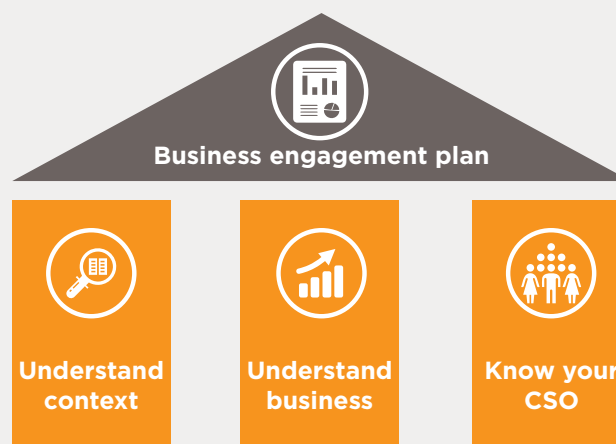 Business engagement plan
Understand
context
Understand
business
Know your
CSO